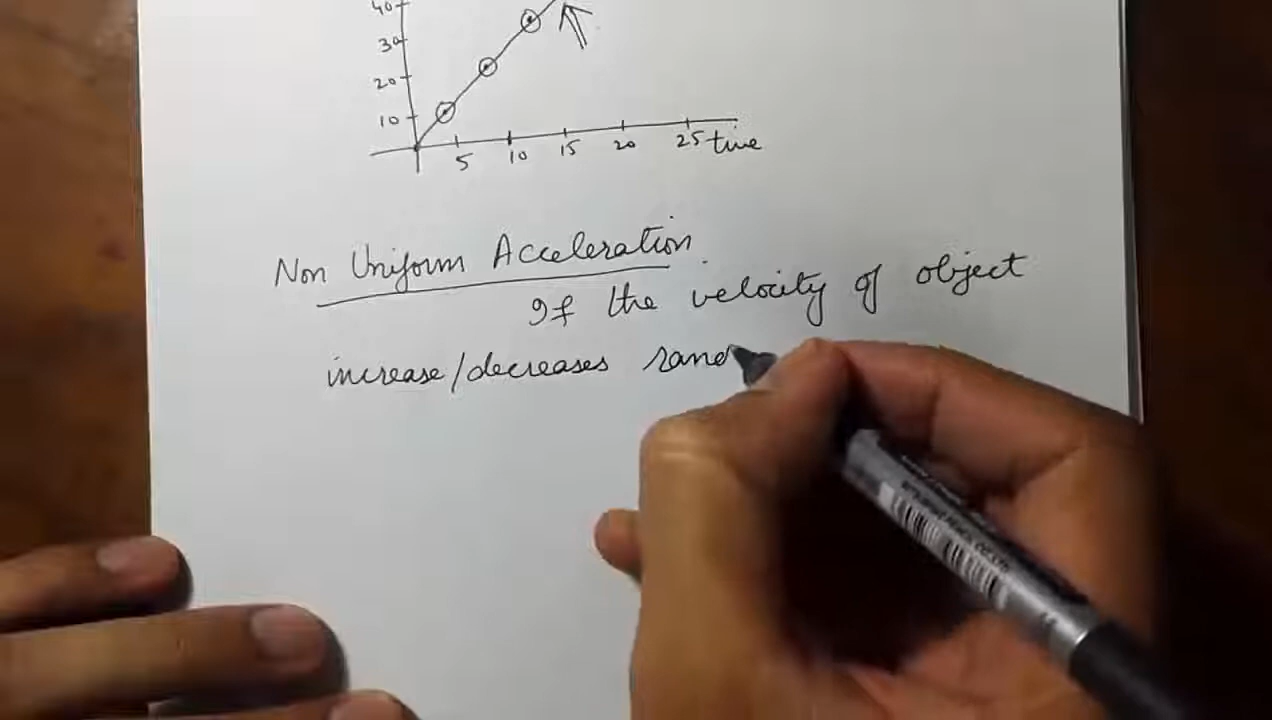 40
30
20
10
5 10 15 20 25 time
Non Uniform Acceleration
If the velocity of object
increase/decreases rand